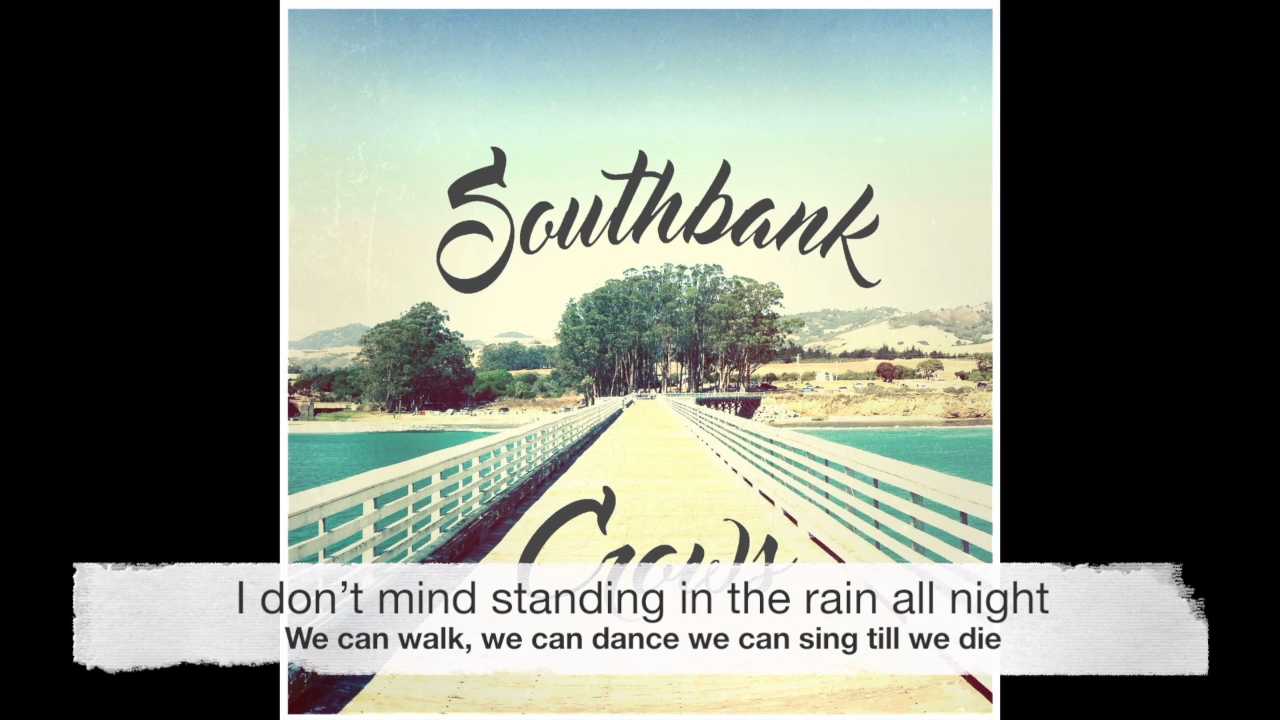 Southbank
Crows
I don’t mind standing in the rain all night
We can walk, we can dance we can sing till we die